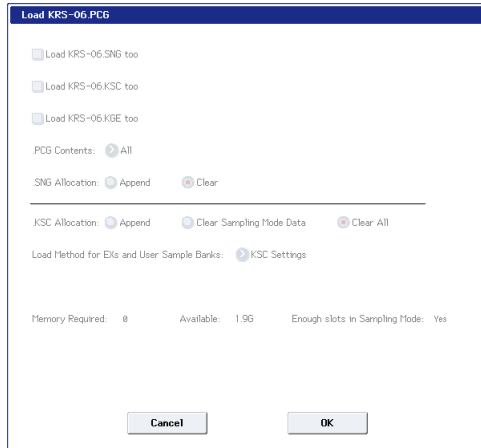 Load KRS-06.PCG
Load KRS-06.SNG too
Load KRS-06.KSC too
Load KRS-06.KGE too
.PCG Contents: All
.SNG Allocation: Append Clear
.KSC Allocation: Append Clear Sampling Mode Data Clear All
Load Method for EXs and User Sample Banks: KSC Settings
Memory Required: 0 Available: 1.9G Enough slots in Sampling Mode: Yes
Cancel OK